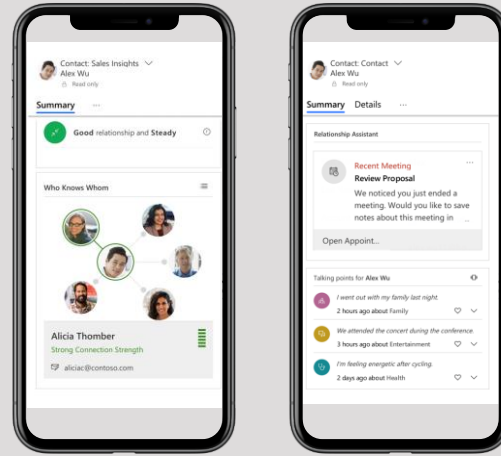 Contact: Sales Insights
Alex Wu
Read only
Summary ...
Good relationship and Steady
Who Knows Whom
Alicia Thomber
Strong Connection Strength
aliciac@contoso.com
Contact: Contact
Alex Wu
Read only
Summary Details ...
Relationship Assistant
Recent Meeting ...
Review Proposal
We noticed you just ended a
meeting. Would you like to save
notes about this meeting in ..
Open Appoint...
Talking points for Alex Wu
I went out with my family last night.
2 hours ago about Family
We attended the concert during the conference.
3 hours ago about Entertainment
I'm feeling energetic after cycling.
2 days ago about Health